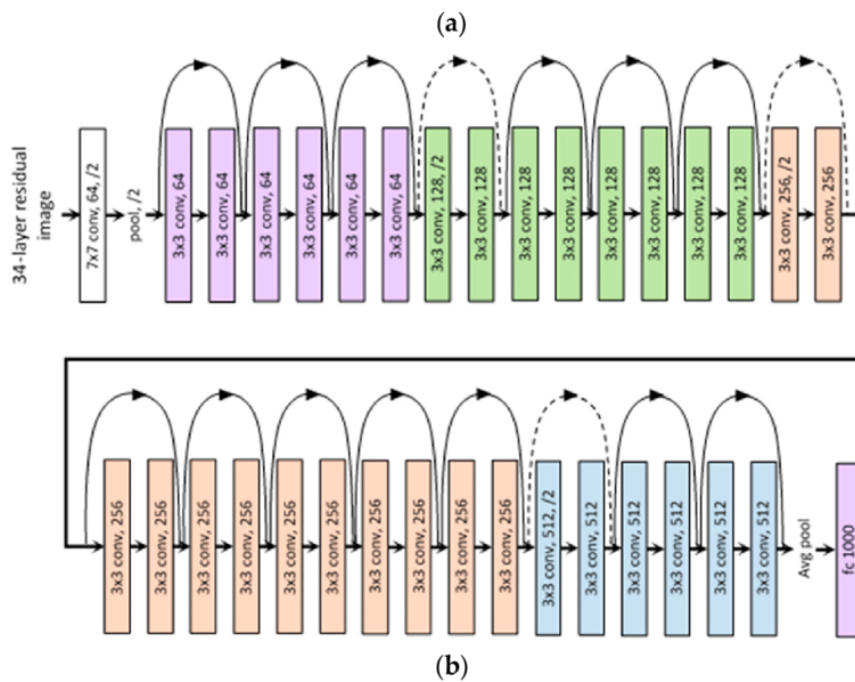 (a)
34-layer residual
image
7x7 conv, 64, /2
pool, /2
3x3 conv, 64
3x3 conv, 64
3x3 conv, 64
3x3 conv, 64
3x3 conv, 64
3x3 conv, 64
3x3 conv, 128, /2
3x3 conv, 128
3x3 conv, 128
3x3 conv, 128
3x3 conv, 128
3x3 conv, 128
3x3 conv, 128
3x3 conv, 128
3x3 conv, 256, /2
3x3 conv, 256
3x3 conv, 256
3x3 conv, 256
3x3 conv, 256
3x3 conv, 256
3x3 conv, 256
3x3 conv, 256
3x3 conv, 256
3x3 conv, 256
3x3 conv, 256
3x3 conv, 256
3x3 conv, 512, /2
3x3 conv, 512
3x3 conv, 512
3x3 conv, 512
3x3 conv, 512
3x3 conv, 512
Avg pool
fc 1000
(b)